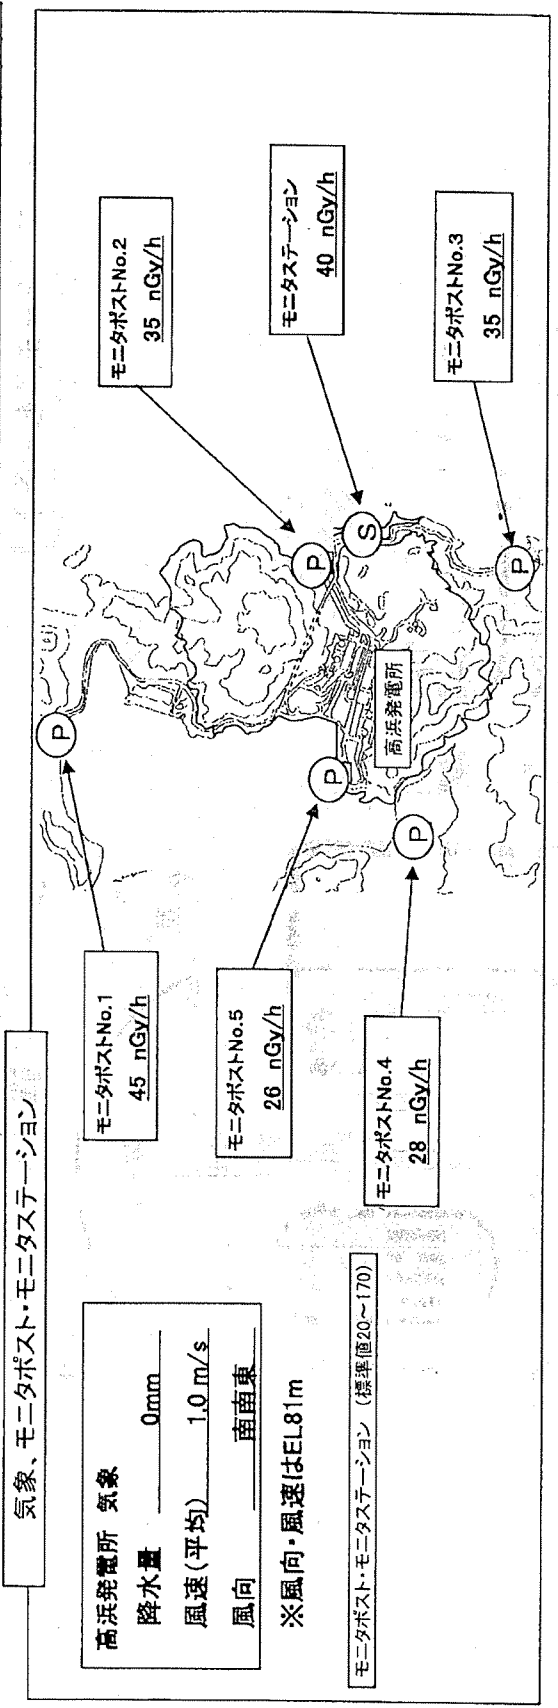 気象、モニタポスト・モニタステーション
高浜発電所 気象
降水量 0mm
風速(平均) 1.0 m/s
風向 南南東
※風向・風速はEL81m
モニタポスト・モニタステーション (標準値20~170)
モニタポストNo.1
45 nGy/h
モニタポストNo.5
26 nGy/h
モニタポストNo.4
28 nGy/h
モニタポストNo.2
35 nGy/h
モニタステーション
40 nGy/h
モニタポストNo.3
35 nGy/h
高浜発電所
P
P
P
P
S
P